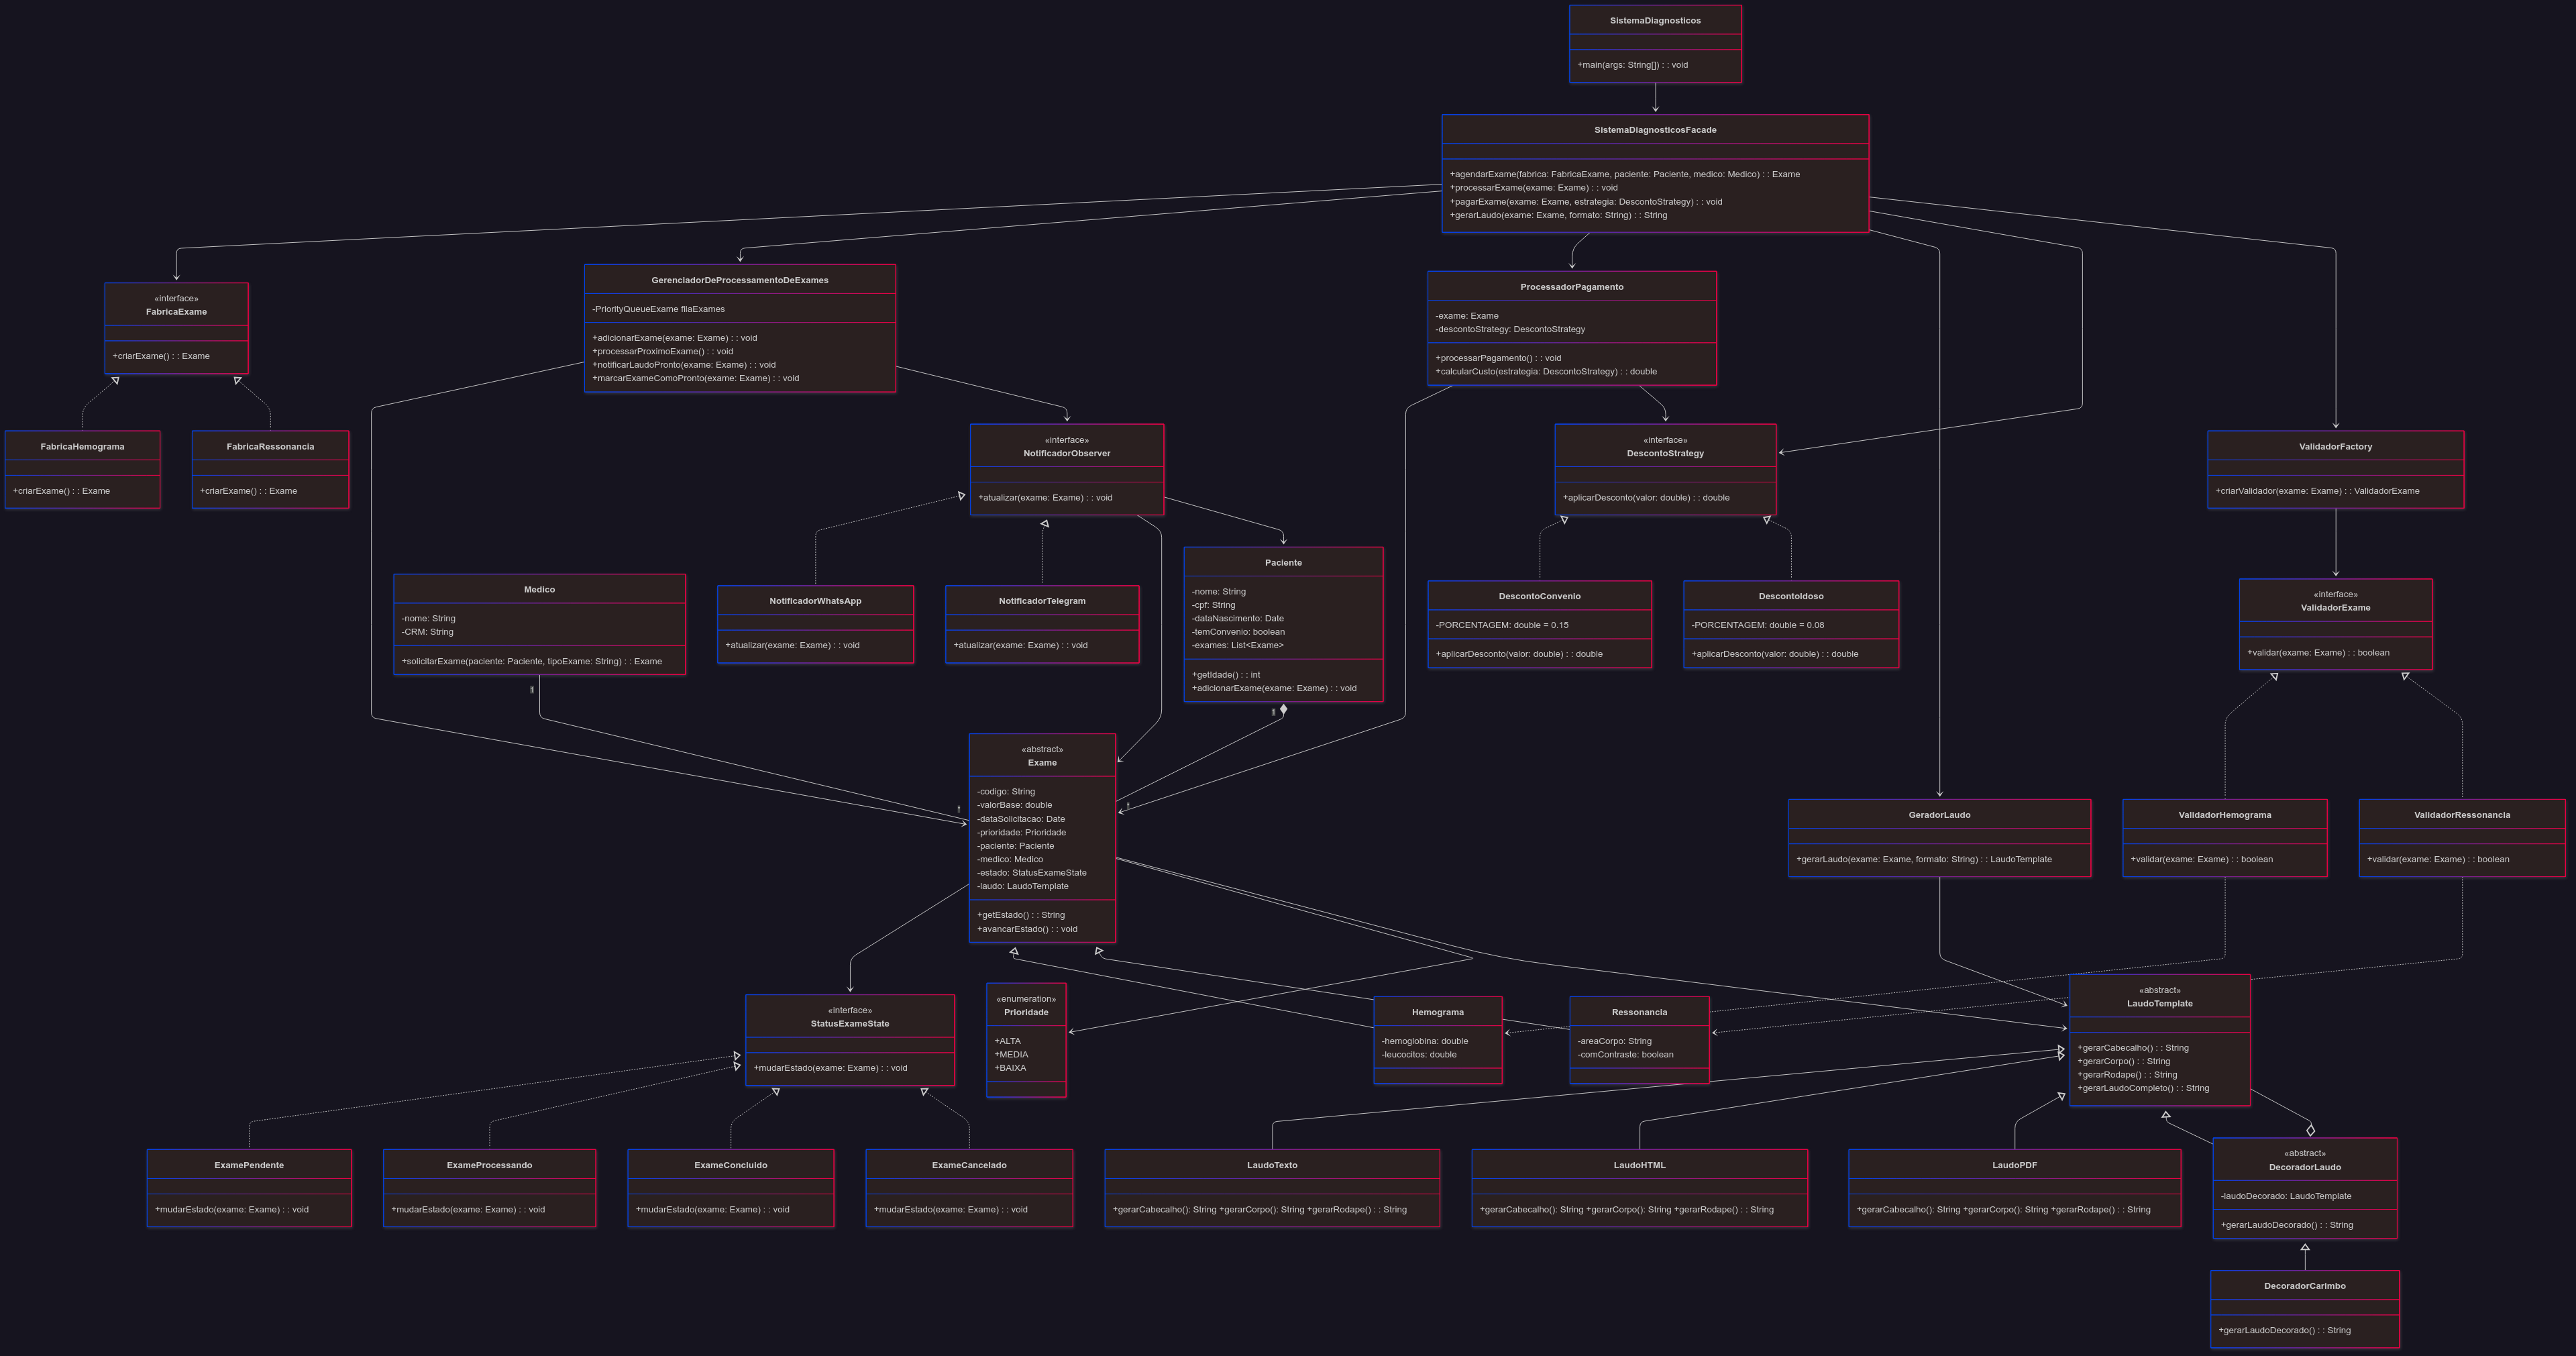 SistemaDiagnosticos
+main(args: String[]) : : void
SistemaDiagnosticosFacade
+agendarExame(fabrica: FabricaExame, paciente: Paciente, medico: Medico) : : Exame
+processarExame(exame: Exame) : : void
+pagarExame(exame: Exame, estrategia: DescontoStrategy) : : void
+gerarLaudo(exame: Exame, formato: String) : : String
«interface»
FabricaExame
+criarExame() : : Exame
GerenciadorDeProcessamentoDeExames
-PriorityQueueExame filaExames
+adicionarExame(exame: Exame) : : void
+processarProximoExame() : : void
+notificarLaudoPronto(exame: Exame) : : void
+marcarExameComoPronto(exame: Exame) : : void
ProcessadorPagamento
-exame: Exame
-descontoStrategy: DescontoStrategy
+processarPagamento() : : void
+calcularCusto(estrategia: DescontoStrategy) : : double
FabricaHemograma
+criarExame() : : Exame
FabricaRessonancia
+criarExame() : : Exame
«interface»
NotificadorObserver
+atualizar(exame: Exame) : : void
«interface»
DescontoStrategy
+aplicarDesconto(valor: double) : : double
ValidadorFactory
+criarValidador(exame: Exame) : : ValidadorExame
Medico
-nome: String
-CRM: String
+solicitarExame(paciente: Paciente, tipoExame: String) : : Exame
1
NotificadorWhatsApp
+atualizar(exame: Exame) : : void
NotificadorTelegram
+atualizar(exame: Exame) : : void
Paciente
-nome: String
-cpf: String
-dataNascimento: Date
-temConvenio: boolean
-exames: List<Exame>
+getIdade() : : int
+adicionarExame(exame: Exame) : : void
1
DescontoConvenio
-PORCENTAGEM: double = 0.15
+aplicarDesconto(valor: double) : : double
DescontoIdoso
-PORCENTAGEM: double = 0.08
+aplicarDesconto(valor: double) : : double
«interface»
ValidadorExame
+validar(exame: Exame) : : boolean
«abstract»
Exame
-codigo: String
-valorBase: double
-dataSolicitacao: Date
-prioridade: Prioridade
-paciente: Paciente
-medico: Medico
-estado: StatusExameState
-laudo: LaudoTemplate
+getEstado() : : String
+avancarEstado() : : void
*
*
GeradorLaudo
+gerarLaudo(exame: Exame, formato: String) : : LaudoTemplate
ValidadorHemograma
+validar(exame: Exame) : : boolean
ValidadorRessonancia
+validar(exame: Exame) : : boolean
«interface»
StatusExameState
+mudarEstado(exame: Exame) : : void
«enumeration»
Prioridade
+ALTA
+MEDIA
+BAIXA
Hemograma
-hemoglobina: double
-leucocitos: double
Ressonancia
-areaCorpo: String
-comContraste: boolean
«abstract»
LaudoTemplate
+gerarCabecalho() : : String
+gerarCorpo() : : String
+gerarRodape() : : String
+gerarLaudoCompleto() : : String
ExamePendente
+mudarEstado(exame: Exame) : : void
ExameProcessando
+mudarEstado(exame: Exame) : : void
ExameConcluido
+mudarEstado(exame: Exame) : : void
ExameCancelado
+mudarEstado(exame: Exame) : : void
LaudoTexto
+gerarCabecalho(): String +gerarCorpo(): String +gerarRodape() : : String
LaudoHTML
+gerarCabecalho(): String +gerarCorpo(): String +gerarRodape() : : String
LaudoPDF
+gerarCabecalho(): String +gerarCorpo(): String +gerarRodape() : : String
«abstract»
DecoradorLaudo
-laudoDecorado: LaudoTemplate
+gerarLaudoDecorado() : : String
DecoradorCarimbo
+gerarLaudoDecorado() : : String